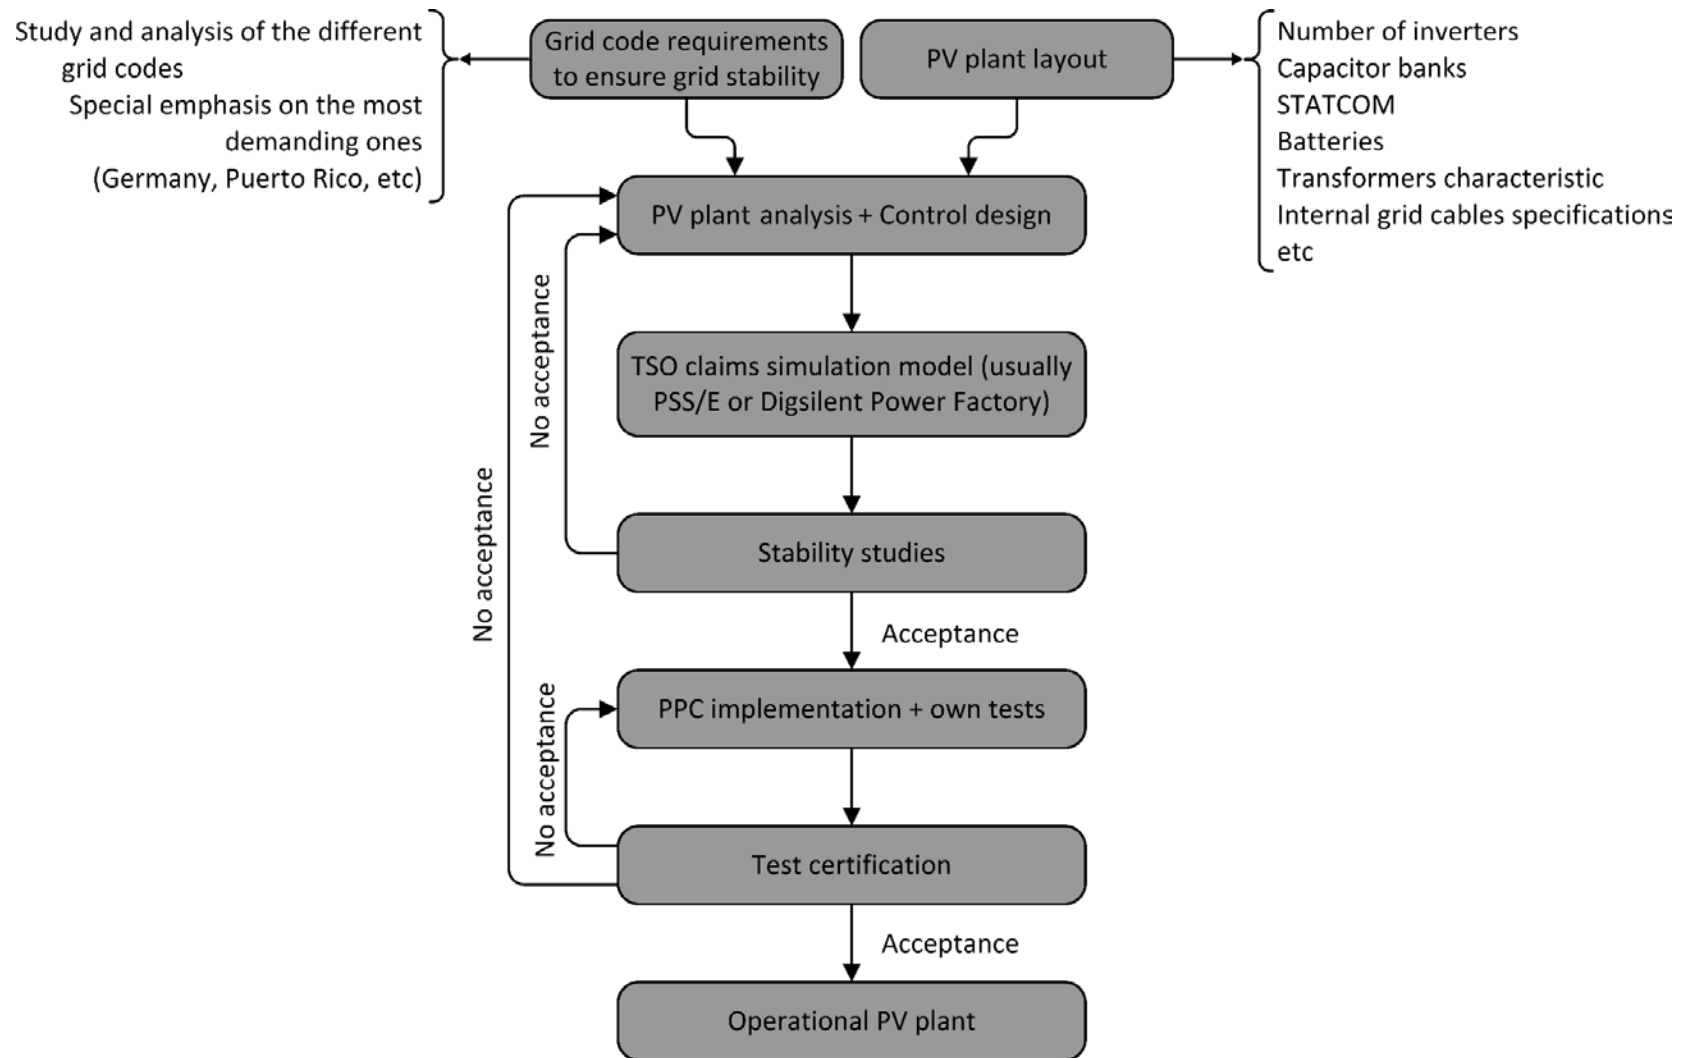 Study and analysis of the different
grid codes
Special emphasis on the most
demanding ones
(Germany, Puerto Rico, etc)
Grid code requirements
to ensure grid stability
PV plant layout
Number of inverters
Capacitor banks
STATCOM
Batteries
Transformers characteristic
Internal grid cables specifications
etc
PV plant analysis + Control design
No acceptance
TSO claims simulation model (usually
PSS/E or Digsilent Power Factory)
No acceptance
Stability studies
Acceptance
PPC implementation + own tests
No acceptance
Test certification
Acceptance
Operational PV plant